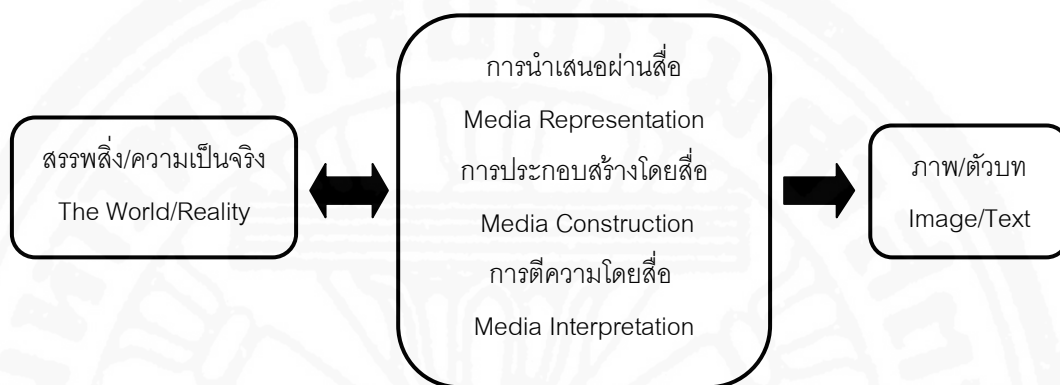 สรรพสิ่ง/ความเป็นจริง
The World/Reality
การนำเสนอผ่านสื่อ
Media Representation
การประกอบสร้างโดยสื่อ
Media Construction
การตีความโดยสื่อ
Media Interpretation
ภาพ/ตัวบท
Image/Text